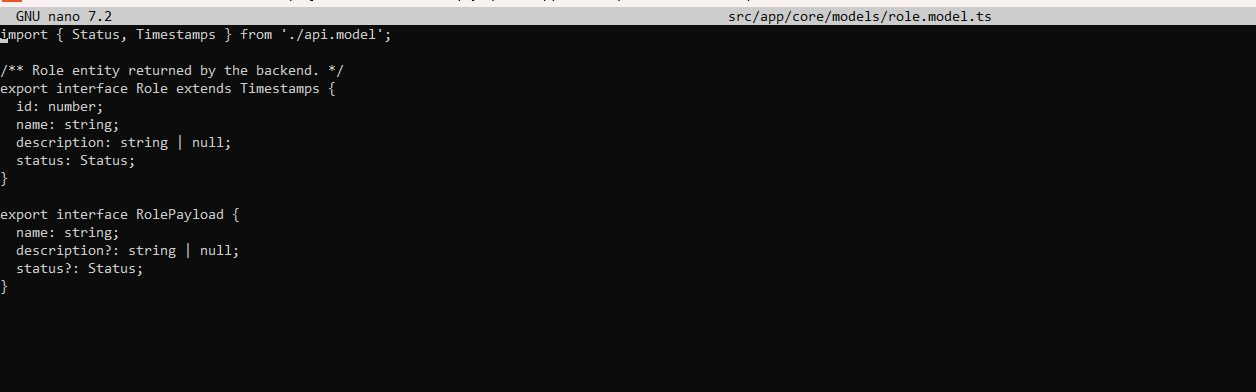 GNU nano 7.2 src/app/core/models/role.model.ts
import { Status, Timestamps } from './api.model';

/** Role entity returned by the backend. */
export interface Role extends Timestamps {
  id: number;
  name: string;
  description: string | null;
  status: Status;
}

export interface RolePayload {
  name: string;
  description?: string | null;
  status?: Status;
}